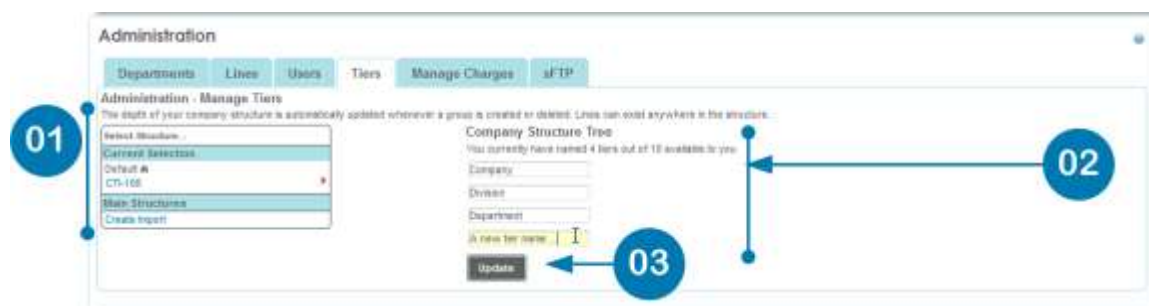 Administration
Departments Lines Users Tiers Manage Charges sFTP
Administration - Manage Tiers
The depth of your company structure is automatically updated whenever a group is created or deleted. Lines can exist anywhere in the structure.
01
Select Structure...
Current Selection
Default
CTI-100
Main Structures
Create Import
Company Structure Tree
You currently have named 4 tiers out of 10 available to you
Company
Division
Department
A new tier name
Update
02
03